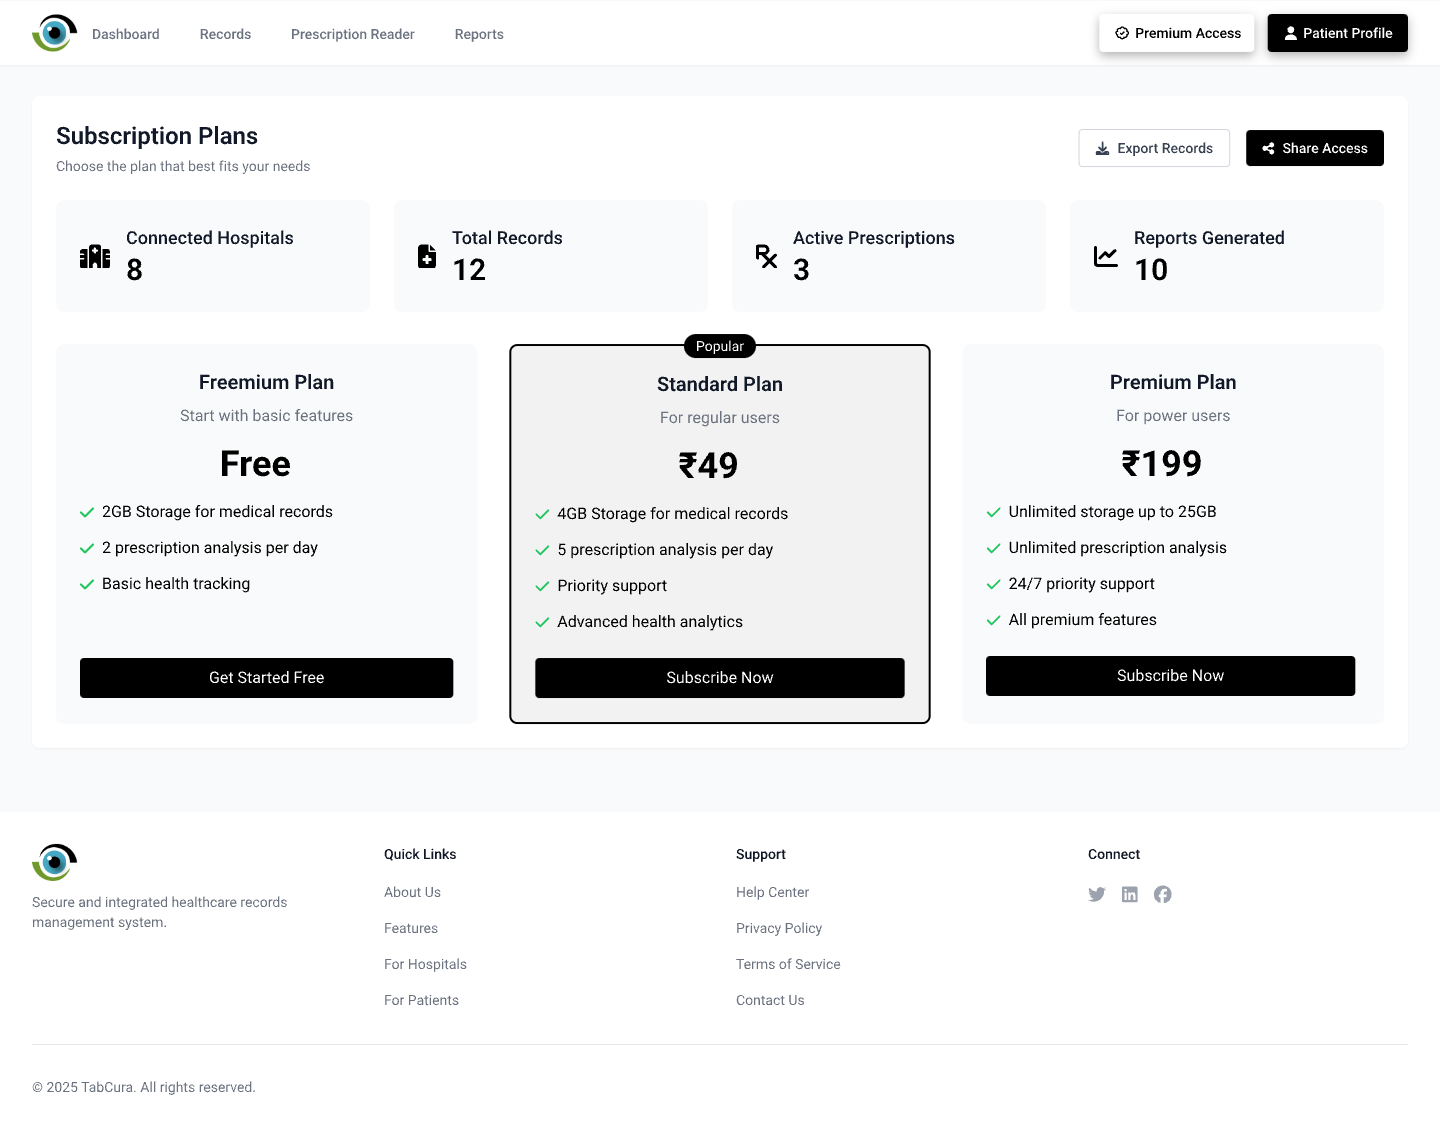 Dashboard
Records
Prescription Reader
Reports
Premium Access
Patient Profile
Subscription Plans
Choose the plan that best fits your needs
Export Records
Share Access
Connected Hospitals
8
Total Records
12
Active Prescriptions
3
Reports Generated
10
Freemium Plan
Start with basic features
Free
2GB Storage for medical records
2 prescription analysis per day
Basic health tracking
Get Started Free
Popular
Standard Plan
For regular users
₹49
4GB Storage for medical records
5 prescription analysis per day
Priority support
Advanced health analytics
Subscribe Now
Premium Plan
For power users
₹199
Unlimited storage up to 25GB
Unlimited prescription analysis
24/7 priority support
All premium features
Subscribe Now
Secure and integrated healthcare records
management system.
Quick Links
About Us
Features
For Hospitals
For Patients
Support
Help Center
Privacy Policy
Terms of Service
Contact Us
Connect
© 2025 TabCura. All rights reserved.